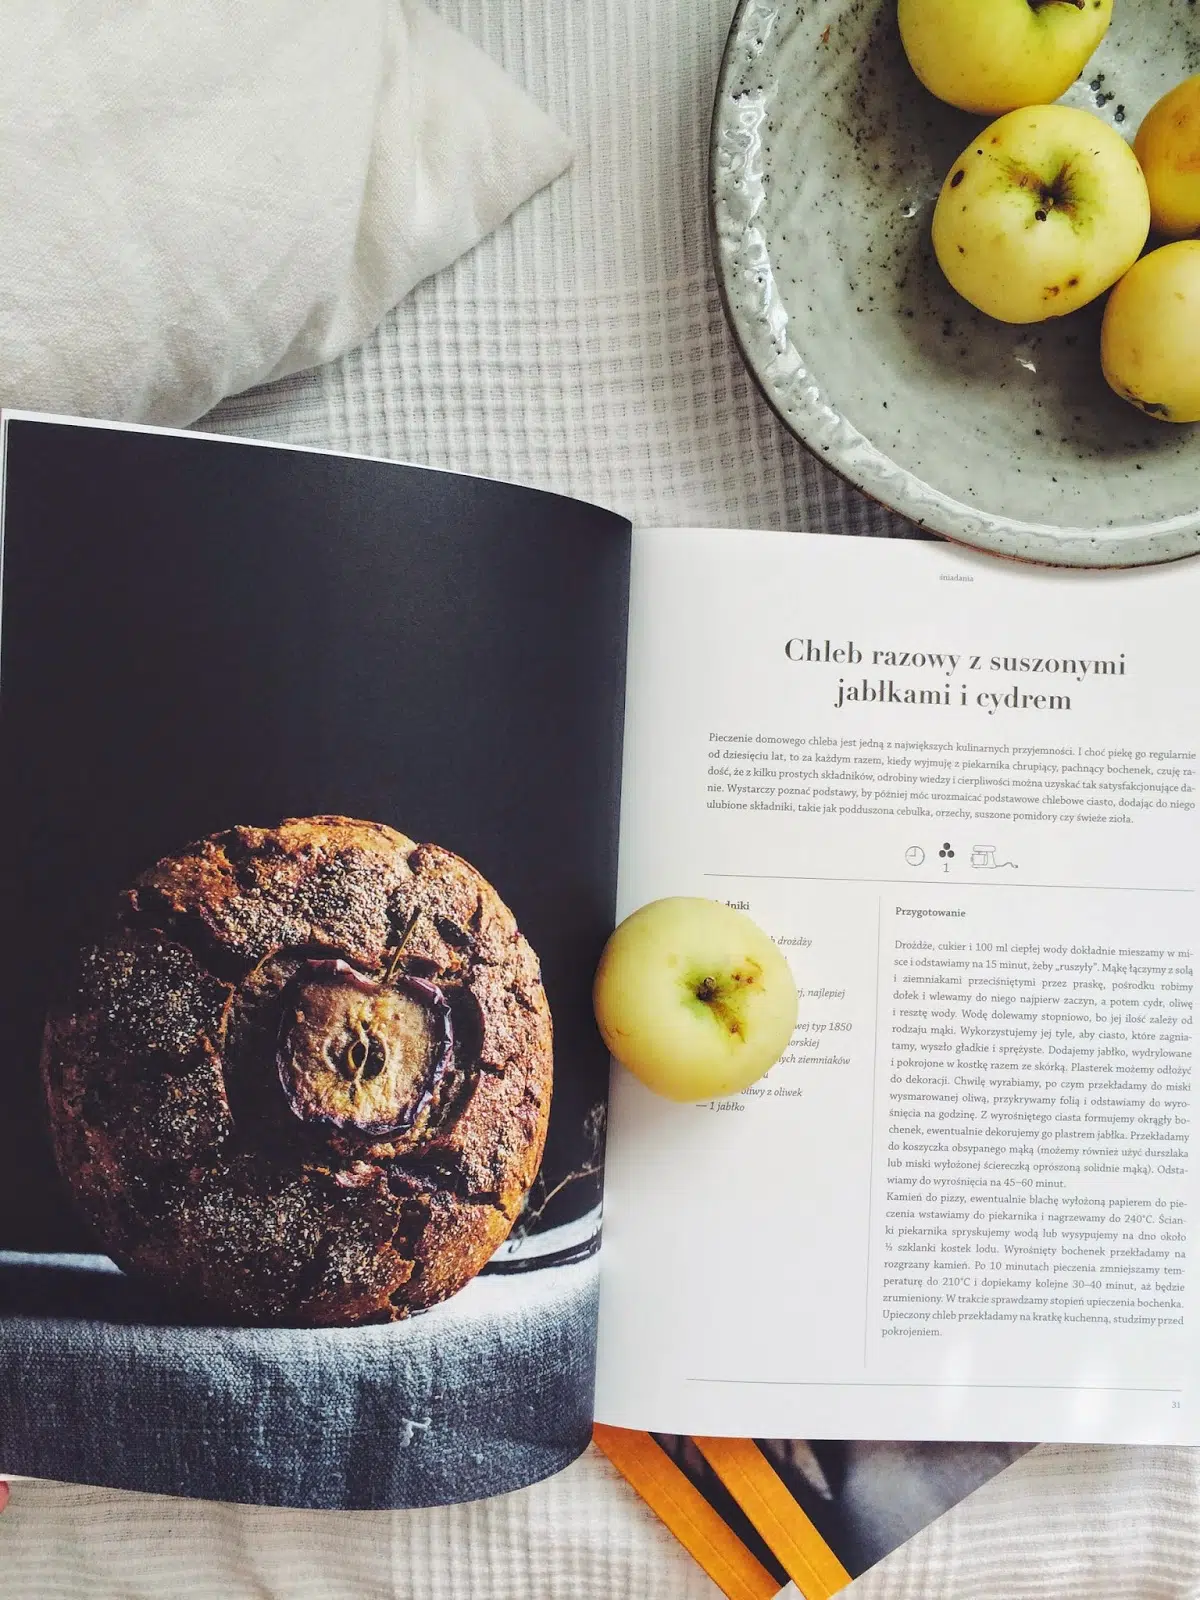 śniadania
Chleb razowy z suszonymi
jabłkami i cydrem
Pieczenie domowego chleba jest jedną z największych kulinarnych przyjemności. I choć piekę go regularnie
od dziesięciu lat, to za każdym razem, kiedy wyjmuję z piekarnika chrupiący, pachnący bochenek, czuję ra-
dość, że z kilku prostych składników, odrobiny wiedzy i cierpliwości można uzyskać tak satysfakcjonujące da-
nie. Wystarczy poznać podstawy, by później móc urozmaicać podstawowe chlebowe ciasto, dodając do niego
ulubione składniki, takie jak podduszona cebulka, orzechy, suszone pomidory czy świeże zioła.
1
drożdży
najlepiej
typ 1850
ziemniaków
z oliwek
— 1 jabłko
Przygotowanie
Drożdże, cukier i 100 ml ciepłej wody dokładnie mieszamy w mi-
sce i odstawiamy na 15 minut, żeby „ruszyły”. Mąkę łączymy z solą
i ziemniakami przeciśniętymi przez praskę, pośrodku robimy
dołek i wlewamy do niego najpierw zaczyn, a potem cydr, oliwę
i resztę wody. Wodę dolewamy stopniowo, bo jej ilość zależy od
rodzaju mąki. Wykorzystujemy jej tyle, aby ciasto, które zagnia-
tamy, wyszło gładkie i sprężyste. Dodajemy jabłko, wydrylowane
i pokrojone w kostkę razem ze skórką. Plasterek możemy odłożyć
do dekoracji. Chwilę wyrabiamy, po czym przekładamy do miski
wysmarowanej oliwą, przykrywamy folią i odstawiamy do wyro-
śnięcia na godzinę. Z wyrośniętego ciasta formujemy okrągły bo-
chenek, ewentualnie dekorujemy go plastrem jabłka. Przekładamy
do koszyczka obsypanego mąką (możemy również użyć durszlaka
lub miski wyłożonej ściereczką oprószoną solidnie mąką). Odsta-
wiamy do wyrośnięcia na 45–60 minut.
Kamień do pizzy, ewentualnie blachę wyłożoną papierem do pie-
czenia wstawiamy do piekarnika i nagrzewamy do 240°C. Ścian-
ki piekarnika spryskujemy wodą lub wysypujemy na dno około
szklanki kostek lodu. Wyrośnięty bochenek przekładamy na
rozgrzany kamień. Po 10 minutach pieczenia zmniejszamy tem-
peraturę do 210°C i dopiekamy kolejne 30–40 minut, aż będzie
zrumieniony. W trakcie sprawdzamy stopień upieczenia bochenka.
Upieczony chleb przekładamy na kratkę kuchenną, studzimy przed
pokrojeniem.
31